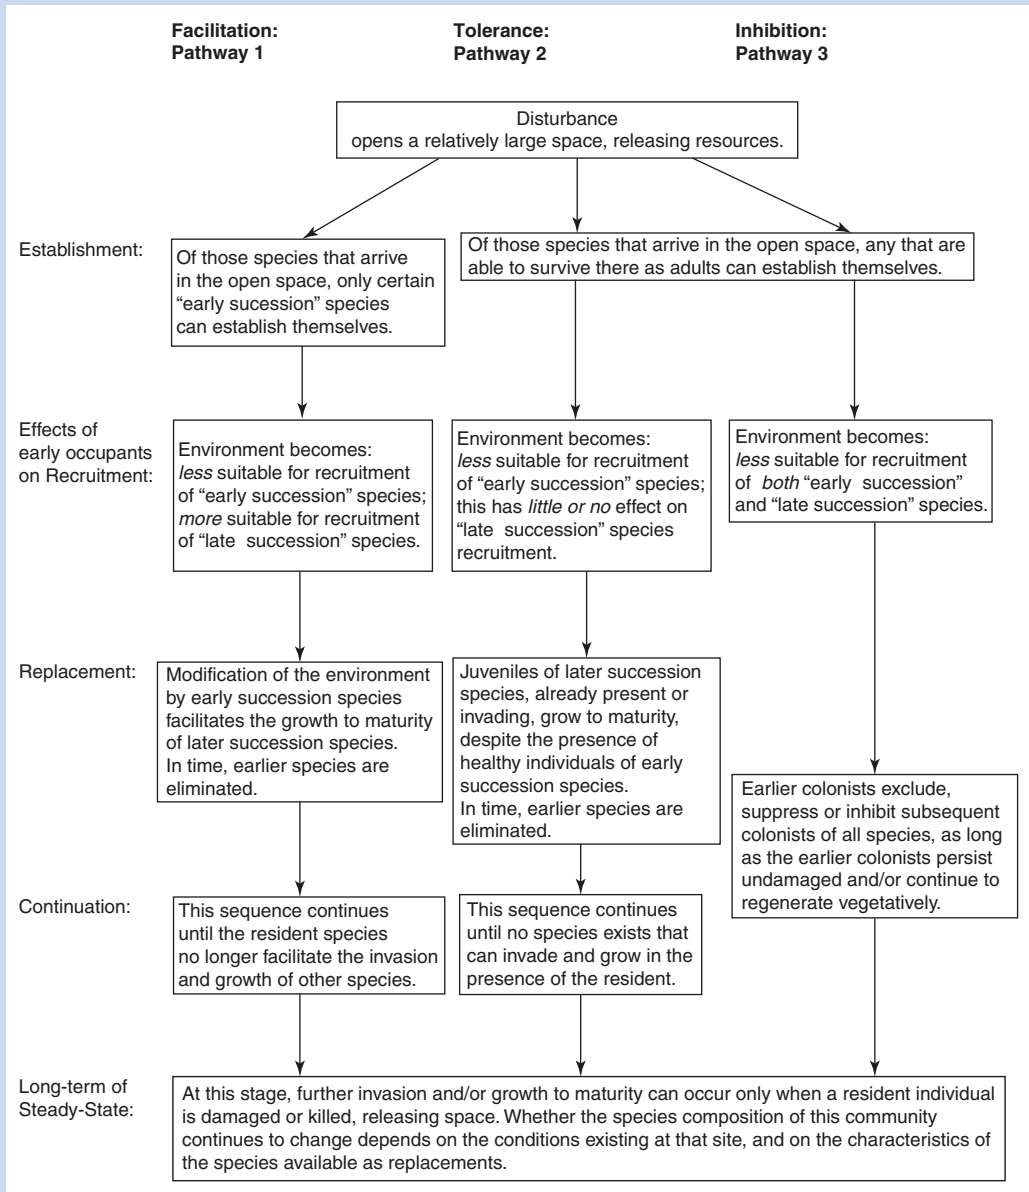 Facilitation:
Pathway 1
Tolerance:
Pathway 2
Inhibition:
Pathway 3
Disturbance
opens a relatively large space, releasing resources.
Establishment:
Of those species that arrive
in the open space, only certain
“early sucession” species
can establish themselves.
Of those species that arrive in the open space, any that are
able to survive there as adults can establish themselves.
Effects of
early occupants
on Recruitment:
Environment becomes:
less suitable for recruitment
of “early succession” species;
more suitable for recruitment
of “late succession” species.
Environment becomes:
less suitable for recruitment
of “early succession” species;
this has little or no effect on
“late succession” species
recruitment.
Environment becomes:
less suitable for recruitment
of both “early succession”
and “late succession” species.
Replacement:
Modification of the environment
by early succession species
facilitates the growth to maturity
of later succession species.
In time, earlier species are
eliminated.
Juveniles of later succession
species, already present or
invading, grow to maturity,
despite the presence of
healthy individuals of early
succession species.
In time, earlier species are
eliminated.
Earlier colonists exclude,
suppress or inhibit subsequent
colonists of all species, as long
as the earlier colonists persist
undamaged and/or continue to
regenerate vegetatively.
Continuation:
This sequence continues
until the resident species
no longer facilitate the invasion
and growth of other species.
This sequence continues
until no species exists that
can invade and grow in the
presence of the resident.
Long-term of
Steady-State:
At this stage, further invasion and/or growth to maturity can occur only when a resident individual
is damaged or killed, releasing space. Whether the species composition of this community
continues to change depends on the conditions existing at that site, and on the characteristics of
the species available as replacements.